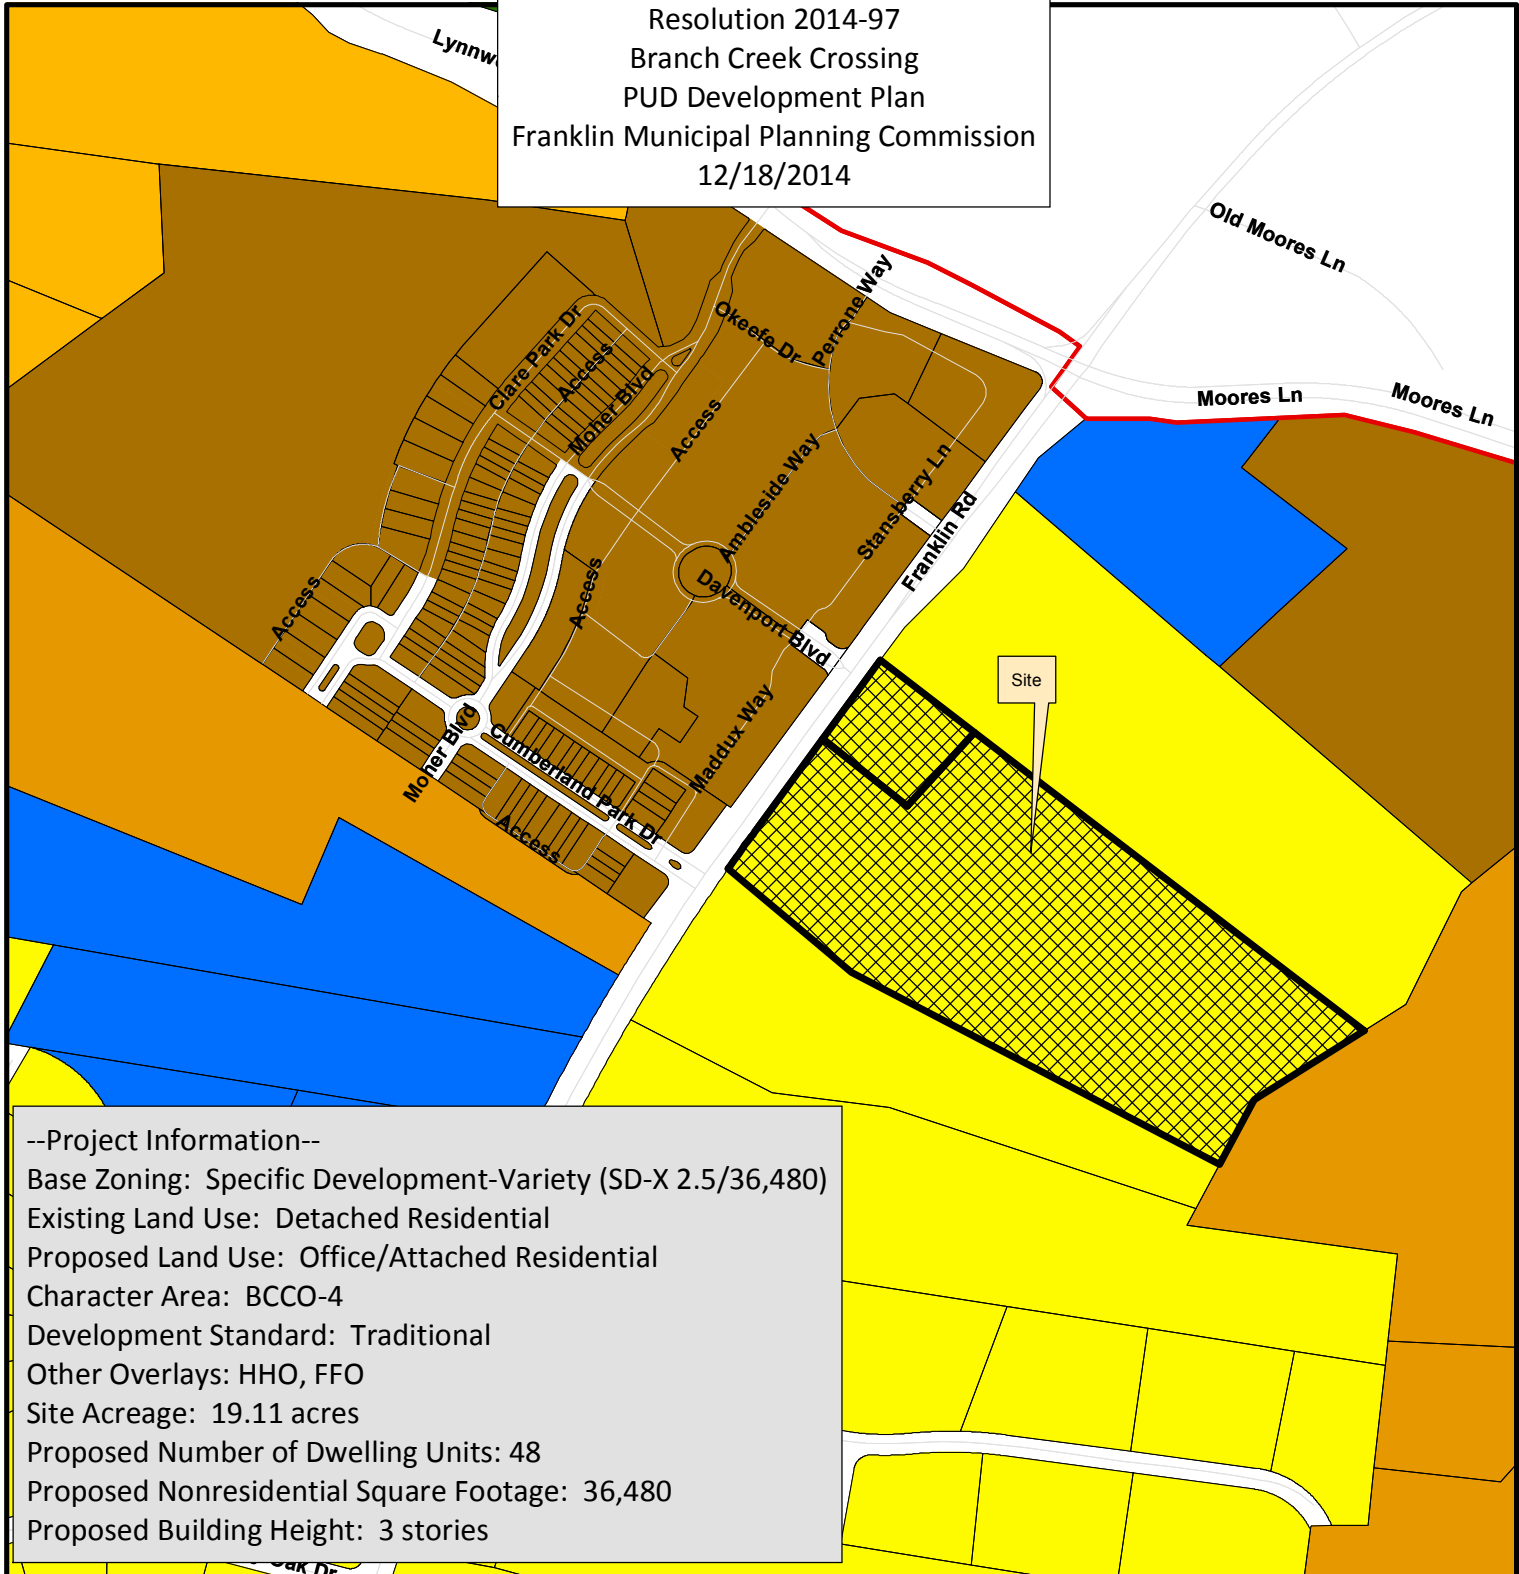 Resolution 2014-97
Branch Creek Crossing
PUD Development Plan
Franklin Municipal Planning Commission
12/18/2014
Old Moores Ln
Perrone Way
Okeefe Dr
Clare Park Dr
Access
Moher Blvd
Moores Ln
Moores Ln
Access
Ambleside Way
Stansberry Ln
Franklin Rd
Access
Access
Davenport Blvd
Site
Maddux Way
Moher Blvd
Cumberland Park Dr
Access
--Project Information--
Base Zoning: Specific Development-Variety (SD-X 2.5/36,480)
Existing Land Use: Detached Residential
Proposed Land Use: Office/Attached Residential
Character Area: BCCO-4
Development Standard: Traditional
Other Overlays: HHO, FFO
Site Acreage: 19.11 acres
Proposed Number of Dwelling Units: 48
Proposed Nonresidential Square Footage: 36,480
Proposed Building Height: 3 stories
Oak Dr